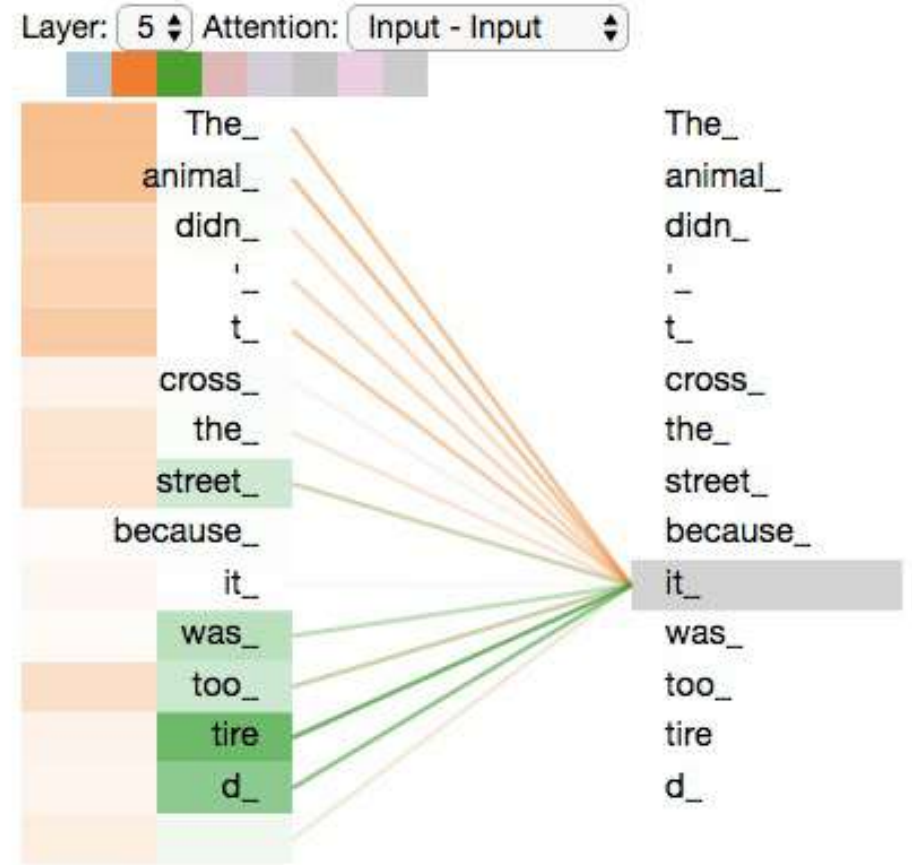 Layer: 5 Attention: Input - Input
The_ The_
animal_ animal_
didn_ didn_
'_ '_
t_ t_
cross_ cross_
the_ the_
street_ street_
because_ because_
it_ it_
was_ was_
too_ too_
tire tire
d_ d_